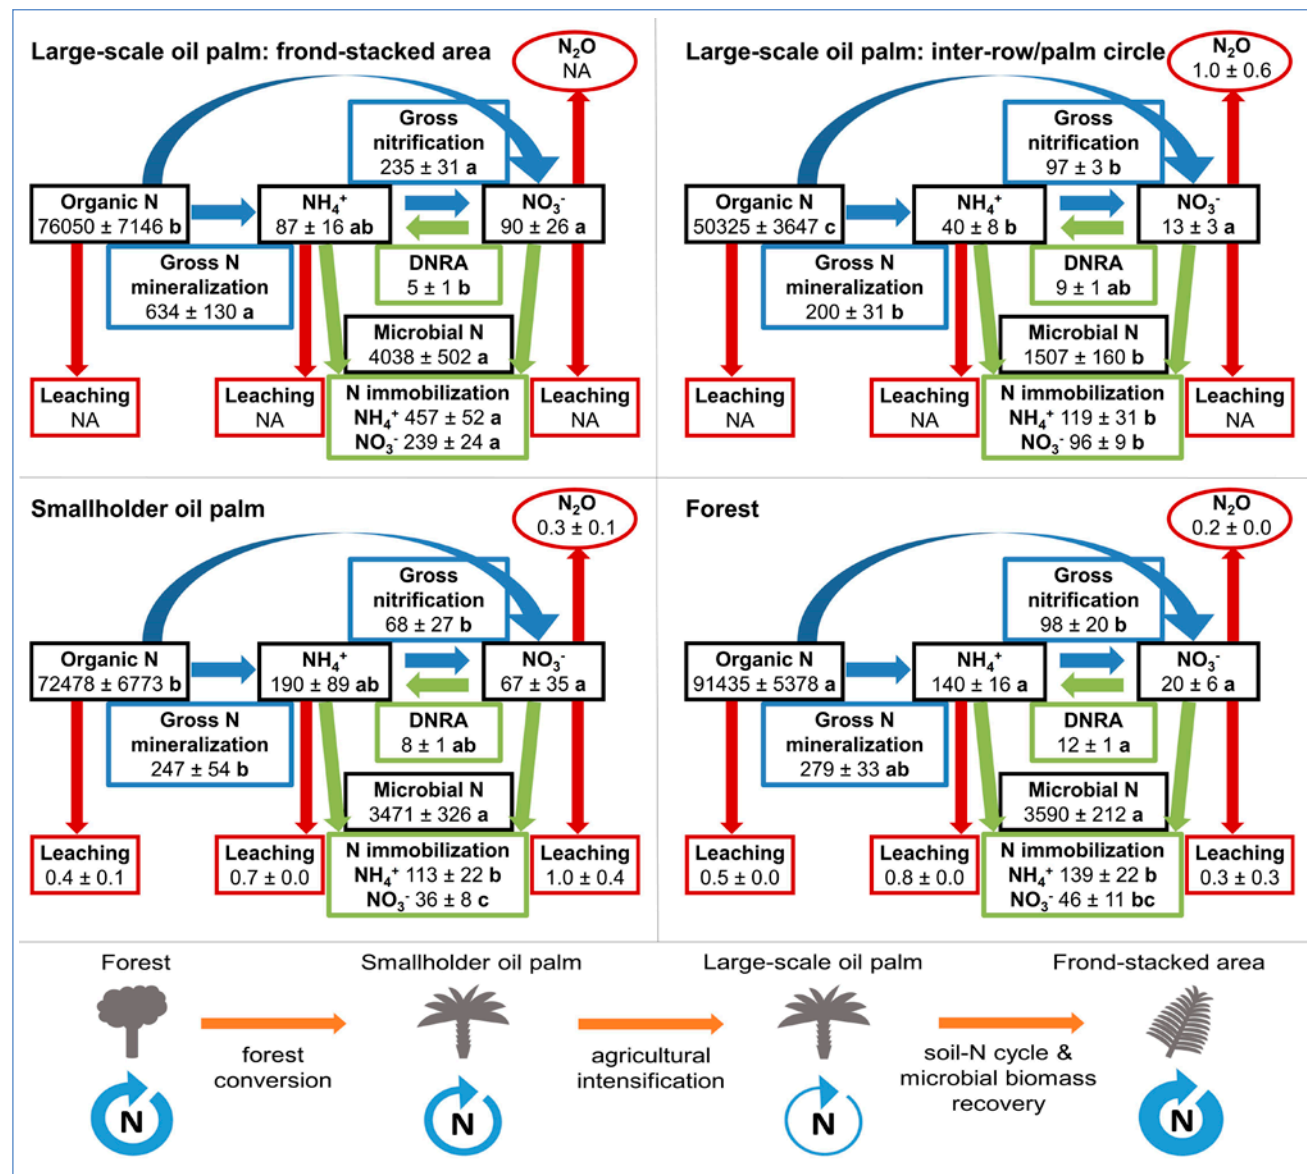 Large-scale oil palm: frond-stacked area
N₂O
NA
Gross
nitrification
235 ± 31 a
Organic N
76050 ± 7146 b
NH₄⁺
87 ± 16 ab
NO₃⁻
90 ± 26 a
Gross N
mineralization
634 ± 130 a
DNRA
5 ± 1 b
Microbial N
4038 ± 502 a
Leaching
NA
Leaching
NA
N immobilization
NH₄⁺ 457 ± 52 a
NO₃⁻ 239 ± 24 a
Leaching
NA
Large-scale oil palm: inter-row/palm circle
N₂O
1.0 ± 0.6
Gross
nitrification
97 ± 3 b
Organic N
50325 ± 3647 c
NH₄⁺
40 ± 8 b
NO₃⁻
13 ± 3 a
Gross N
mineralization
200 ± 31 b
DNRA
9 ± 1 ab
Microbial N
1507 ± 160 b
Leaching
NA
Leaching
NA
N immobilization
NH₄⁺ 119 ± 31 b
NO₃⁻ 96 ± 9 b
Leaching
NA
Smallholder oil palm
N₂O
0.3 ± 0.1
Gross
nitrification
68 ± 27 b
Organic N
72478 ± 6773 b
NH₄⁺
190 ± 89 ab
NO₃⁻
67 ± 35 a
Gross N
mineralization
247 ± 54 b
DNRA
8 ± 1 ab
Microbial N
3471 ± 326 a
Leaching
0.4 ± 0.1
Leaching
0.7 ± 0.0
N immobilization
NH₄⁺ 113 ± 22 b
NO₃⁻ 36 ± 8 c
Leaching
1.0 ± 0.4
Forest
N₂O
0.2 ± 0.0
Gross
nitrification
98 ± 20 b
Organic N
91435 ± 5378 a
NH₄⁺
140 ± 16 a
NO₃⁻
20 ± 6 a
Gross N
mineralization
279 ± 33 ab
DNRA
12 ± 1 a
Microbial N
3590 ± 212 a
Leaching
0.5 ± 0.0
Leaching
0.8 ± 0.0
N immobilization
NH₄⁺ 139 ± 22 b
NO₃⁻ 46 ± 11 bc
Leaching
0.3 ± 0.3
Forest
Smallholder oil palm
Large-scale oil palm
Frond-stacked area
forest
conversion
agricultural
intensification
soil-N cycle &
microbial biomass
recovery
N
N
N
N